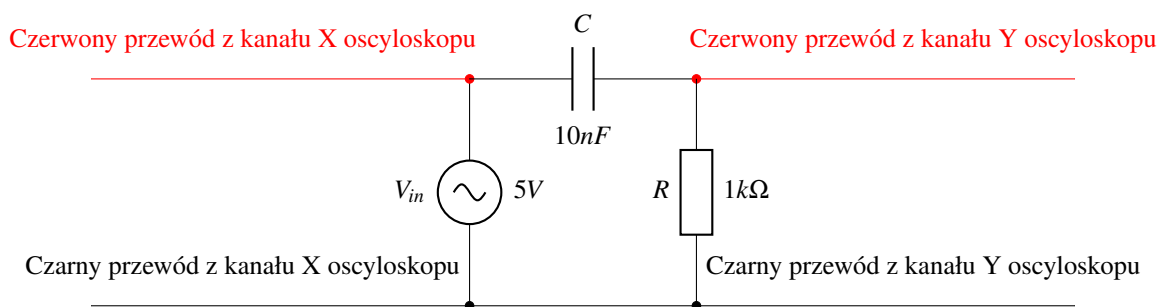 C
Czerwony przewód z kanału X oscyloskopu
Czerwony przewód z kanału Y oscyloskopu
10nF
V_in
5V
R
1kΩ
Czarny przewód z kanału X oscyloskopu
Czarny przewód z kanału Y oscyloskopu